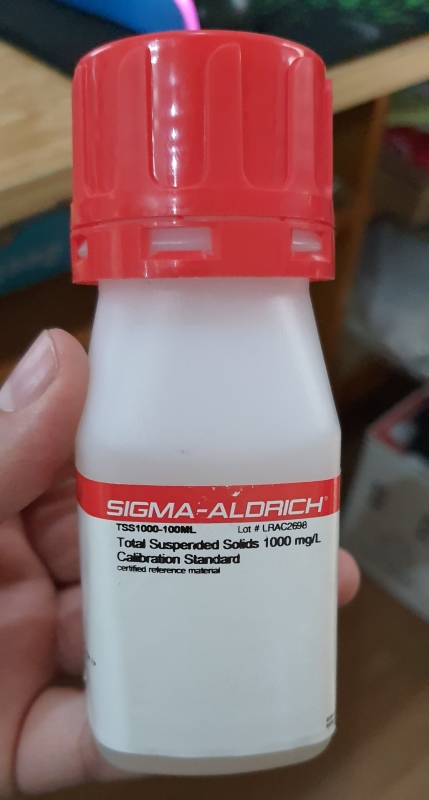 SIGMA-ALDRICH®
TSS1000-100ML Lot # LRAC2698
Total Suspended Solids 1000 mg/L
Calibration Standard
certified reference material